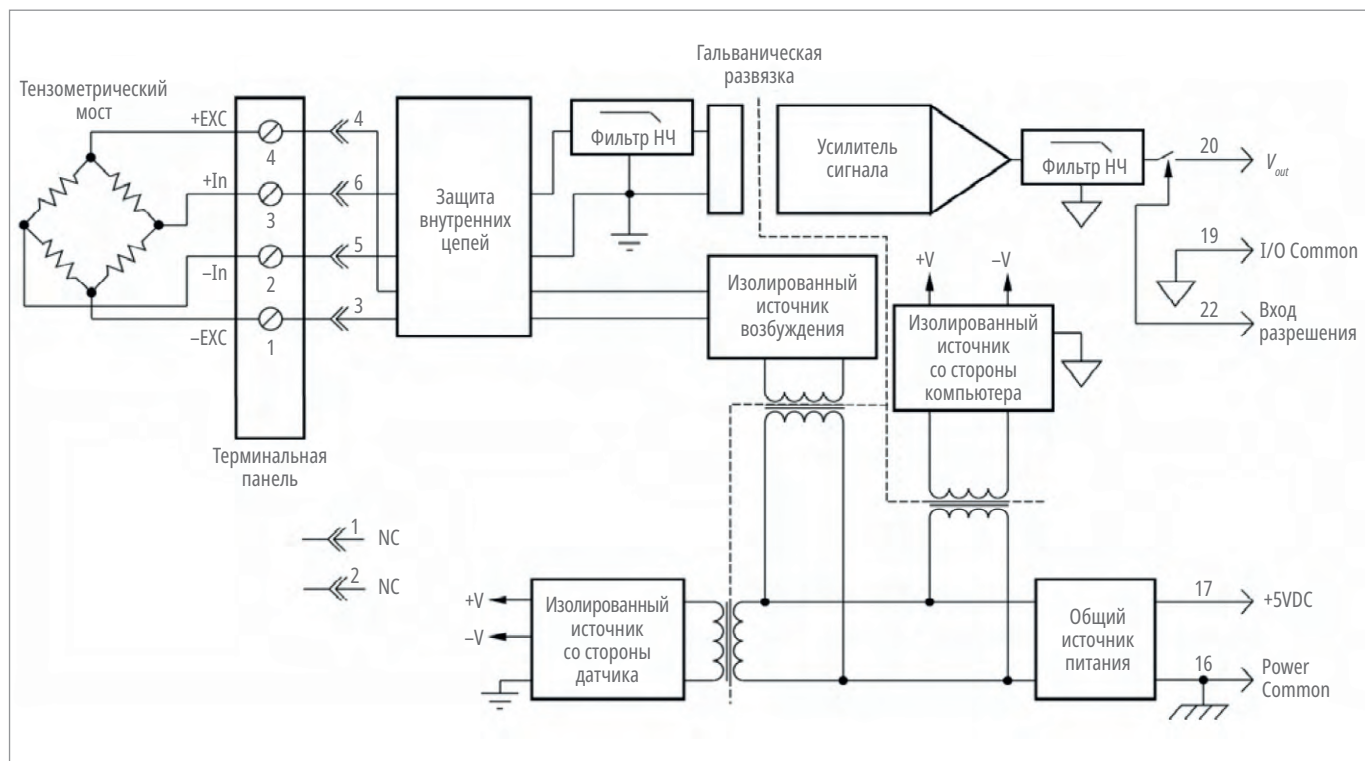 Гальваническая
развязка
Тензометрический
мост
+EXC
4
4
+In
3
6
–In
2
5
–EXC
1
3
Терминальная
панель
Защита
внутренних
цепей
Фильтр НЧ
Усилитель
сигнала
Фильтр НЧ
20
Vout
19
I/O Common
22
Вход
разрешения
Изолированный
источник
возбуждения
+V
–V
Изолированный
источник
со стороны
компьютера
1
NC
2
NC
+V
–V
Изолированный
источник
со стороны
датчика
Общий
источник
питания
17
+5VDC
16
Power
Common